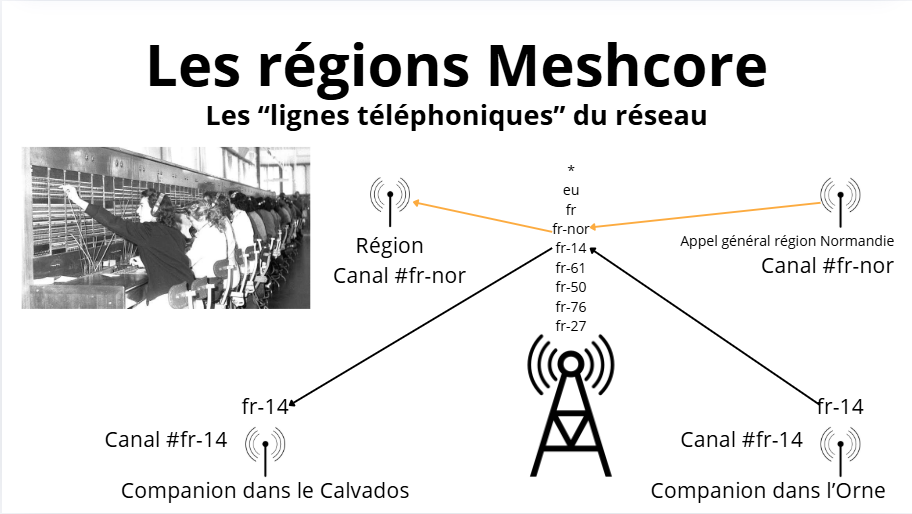 Les régions Meshcore
Les “lignes téléphoniques” du réseau
*
eu
fr
fr-nor
fr-14
fr-61
fr-50
fr-76
fr-27
Région
Canal #fr-nor
Appel général région Normandie
Canal #fr-nor
fr-14
Canal #fr-14
Companion dans le Calvados
fr-14
Canal #fr-14
Companion dans l’Orne